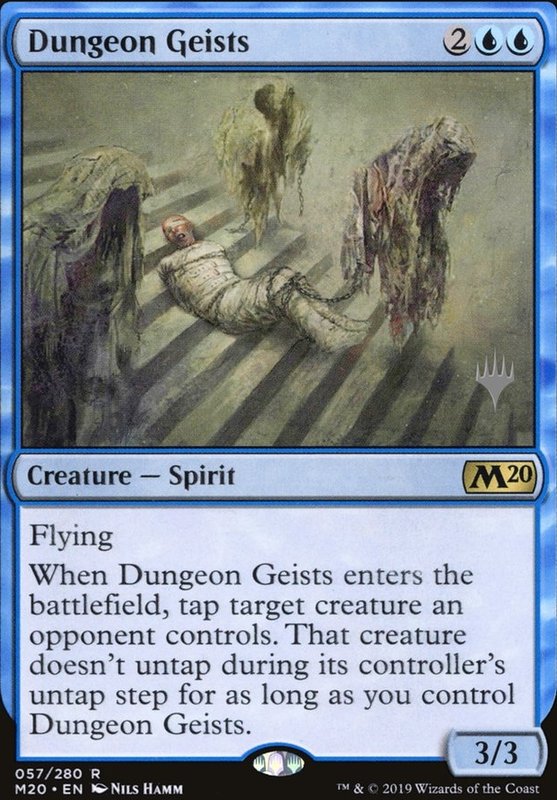 Dungeon Geists 2
Creature — Spirit M20
Flying
When Dungeon Geists enters the
battlefield, tap target creature an
opponent controls. That creature
doesn't untap during its controller's
untap step for as long as you control
Dungeon Geists.
3/3
057/280 R
M20 • EN Nils Hamm
™ & © 2019 Wizards of the Coast